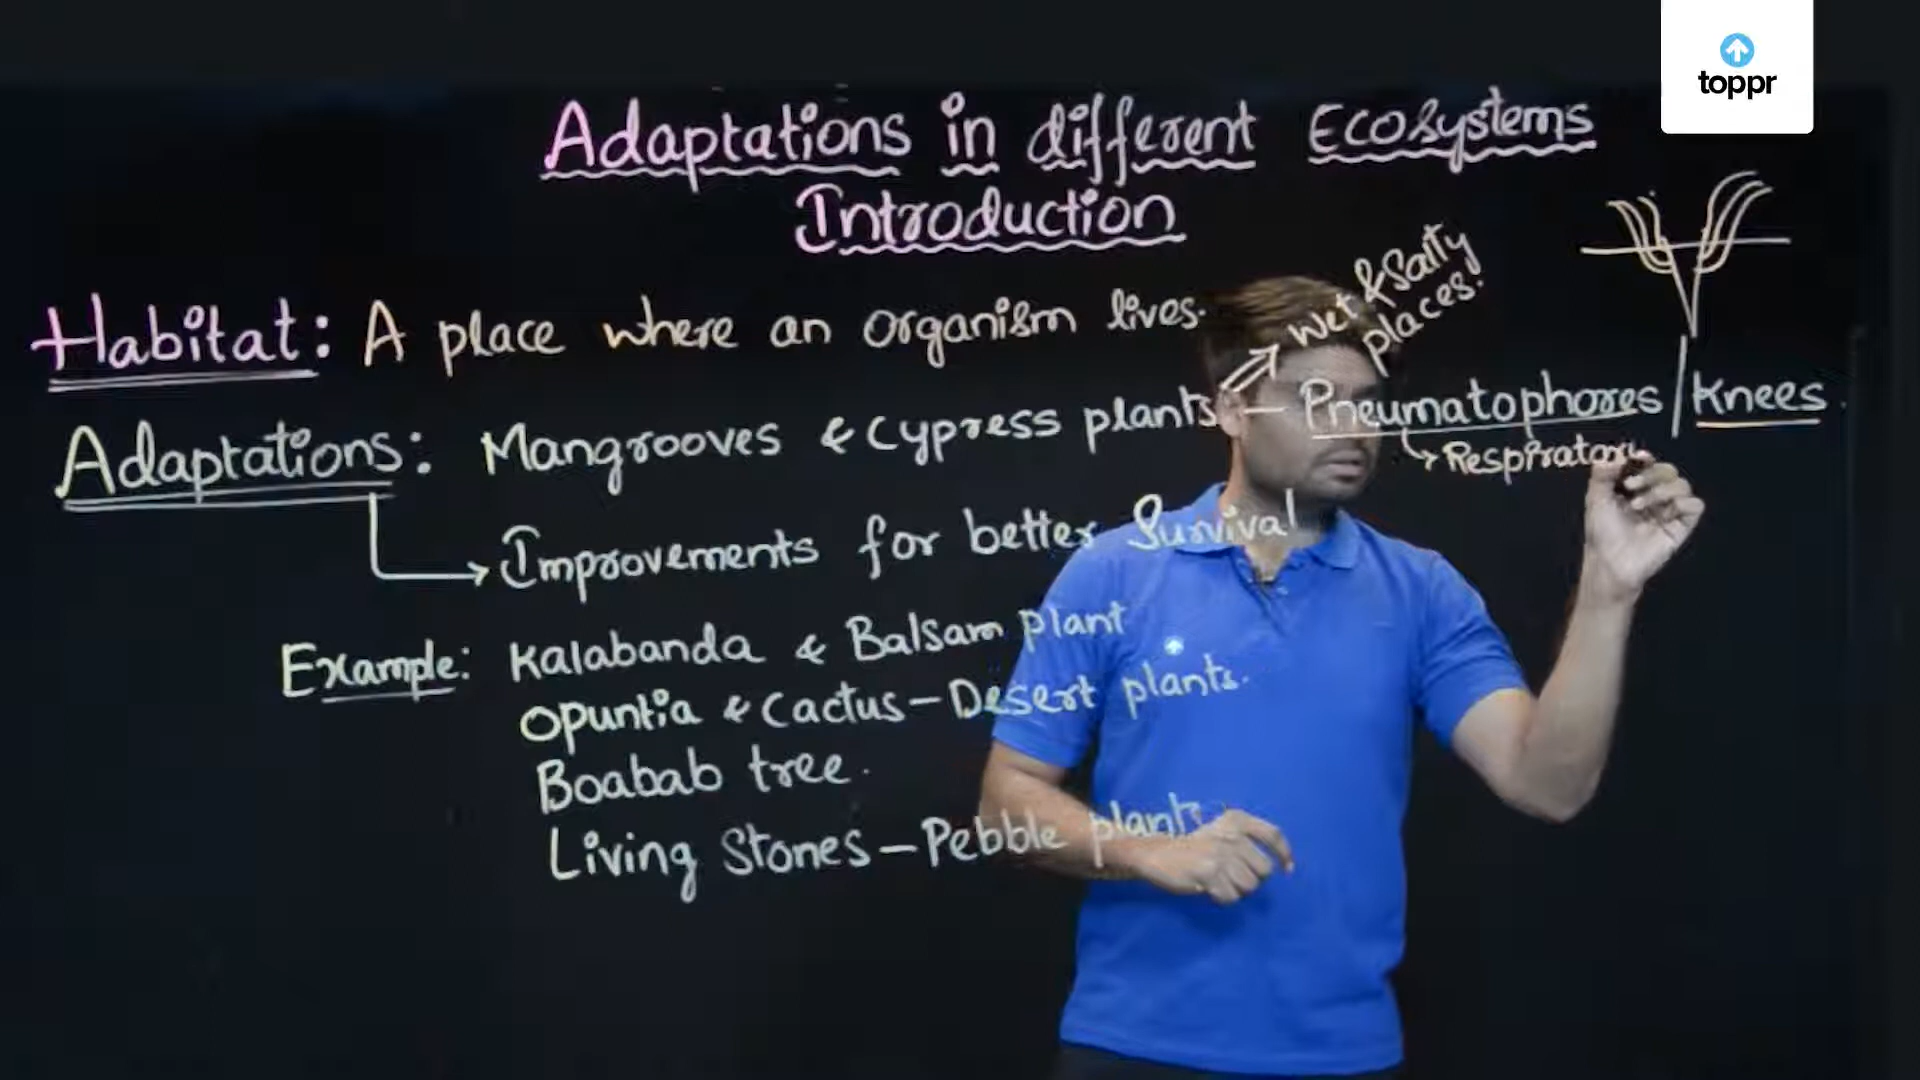 toppr
Adaptations in different Ecosystems
Introduction
Habitat: A place where an organism lives.
Wet & Salty
places.
Adaptations: Mangrooves & Cypress plants — Pneumatophores / Knees.
Respiratory
Improvements for better Survival
Example: Kalabanda & Balsam plant
Opuntia & Cactus - Desert plants.
Boabab tree.
Living Stones - Pebble plants